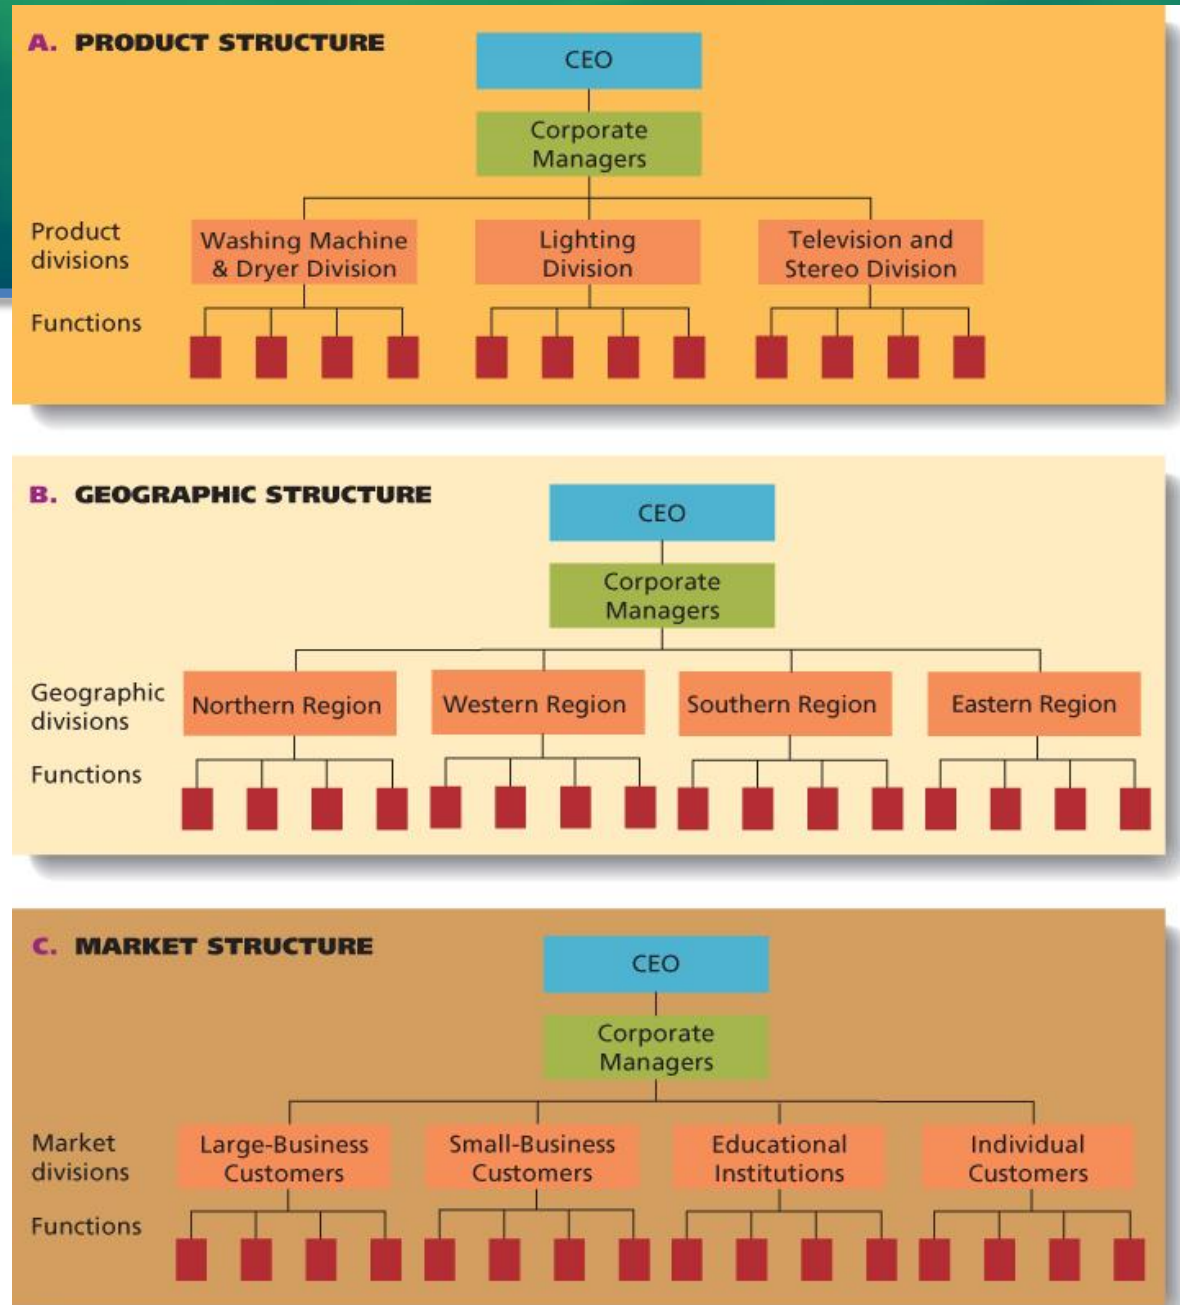 A. PRODUCT STRUCTURE
CEO
Corporate
Managers
Product
divisions
Washing Machine
& Dryer Division
Lighting
Division
Television and
Stereo Division
Functions
B. GEOGRAPHIC STRUCTURE
CEO
Corporate
Managers
Geographic
divisions
Northern Region
Western Region
Southern Region
Eastern Region
Functions
C. MARKET STRUCTURE
CEO
Corporate
Managers
Market
divisions
Large-Business
Customers
Small-Business
Customers
Educational
Institutions
Individual
Customers
Functions